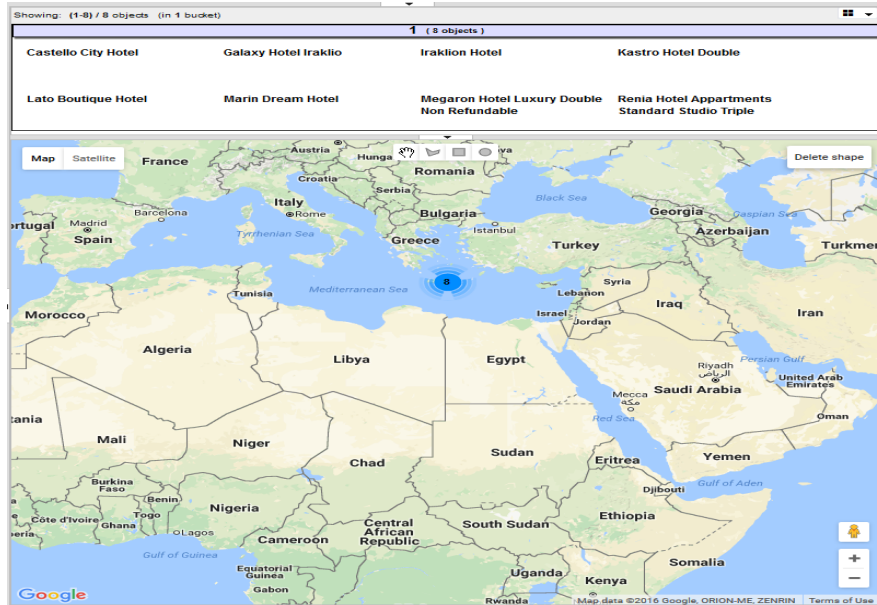 Showing: (1-8) / 8 objects (in 1 bucket)
1 ( 8 objects )
Castello City Hotel
Galaxy Hotel Iraklio
Iraklion Hotel
Kastro Hotel Double
Lato Boutique Hotel
Marin Dream Hotel
Megaron Hotel Luxury Double
Non Refundable
Renia Hotel Appartments
Standard Studio Triple
Map
Satellite
Delete shape
Austria
Hunga
va
France
Romania
Croatia
Serbia
Italy
Rome
Black Sea
Barcelona
Bulgaria
Georgia
Caspian Sea
rtugal
Madrid
Spain
Istanbul
Azerbaijan
Tyrrhenian Sea
Greece
Turkey
Turkmen
8
Syria
Tunisia
Mediterranean Sea
Lebanon
Iraq
Iran
Morocco
Israel
Jordan
Algeria
Libya
Egypt
Persian Gulf
Riyadh
الرياض
United Arab
Emirates
Mecca
مكة
Saudi Arabia
Red Sea
Oman
tania
Mali
Niger
Chad
Sudan
Eritrea
Yemen
Burkina
Faso
Djibouti
Gulf of Aden
Benin
Nigeria
Togo
Côte d'Ivoire
Ghana
eria
Lagos
Central
African
Republic
South Sudan
Ethiopia
Cameroon
Gulf of Guinea
Equatorial
Guinea
Somalia
Gabon
Uganda
Kenya
Rwanda
+
−
Google
Map data ©2016 Google, ORION-ME, ZENRIN
Terms of Use